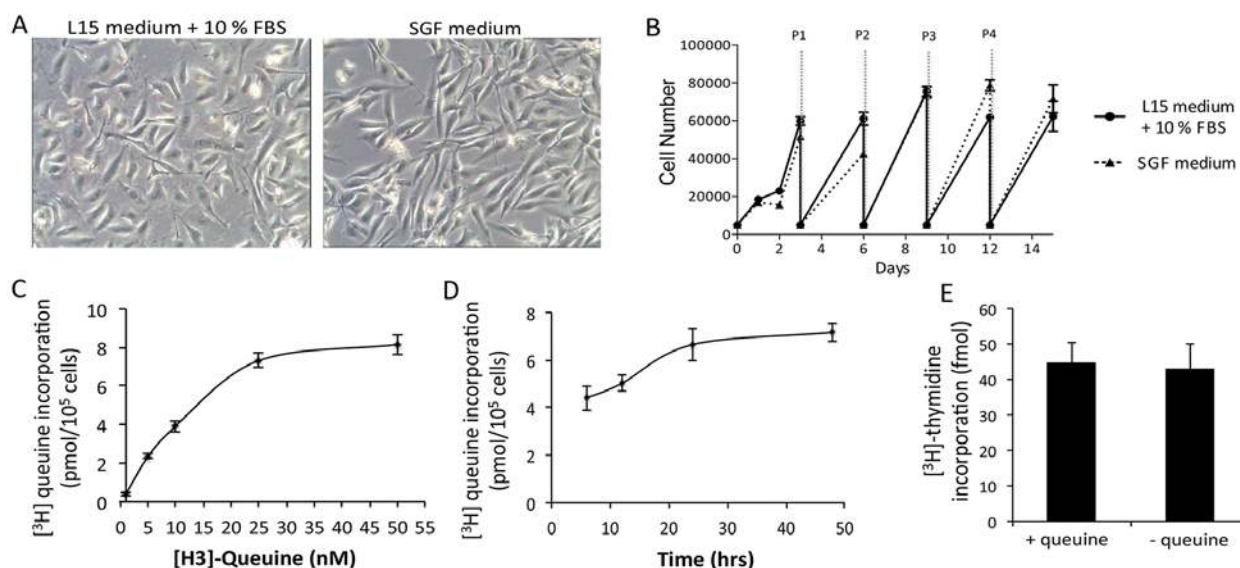 A
L15 medium + 10 % FBS
SGF medium
B
P1
P2
P3
P4
100000
80000
60000
40000
20000
0
Cell Number
0
2
4
6
8
10
12
14
Days
L15 medium
+ 10 % FBS
SGF medium
C
[³H] queuine incorporation
(pmol/10⁵ cells)
10
8
6
4
2
0
0
5
10
15
20
25
30
35
40
45
50
55
[H3]-Queuine (nM)
D
[³H] queuine incorporation
(pmol/10⁵ cells)
8
6
4
2
0
0
10
20
30
40
50
Time (hrs)
E
[³H]-thymidine
incorporation (fmol)
60
50
40
30
20
10
0
+ queuine
- queuine